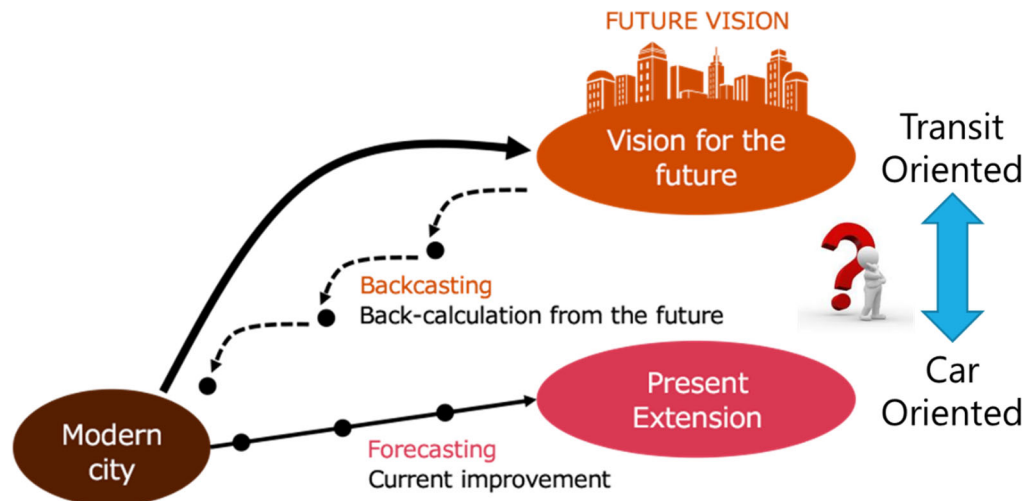 FUTURE VISION
Vision for the
future
Transit
Oriented
Backcasting
Back-calculation from the future
Present
Extension
Car
Oriented
Modern
city
Forecasting
Current improvement